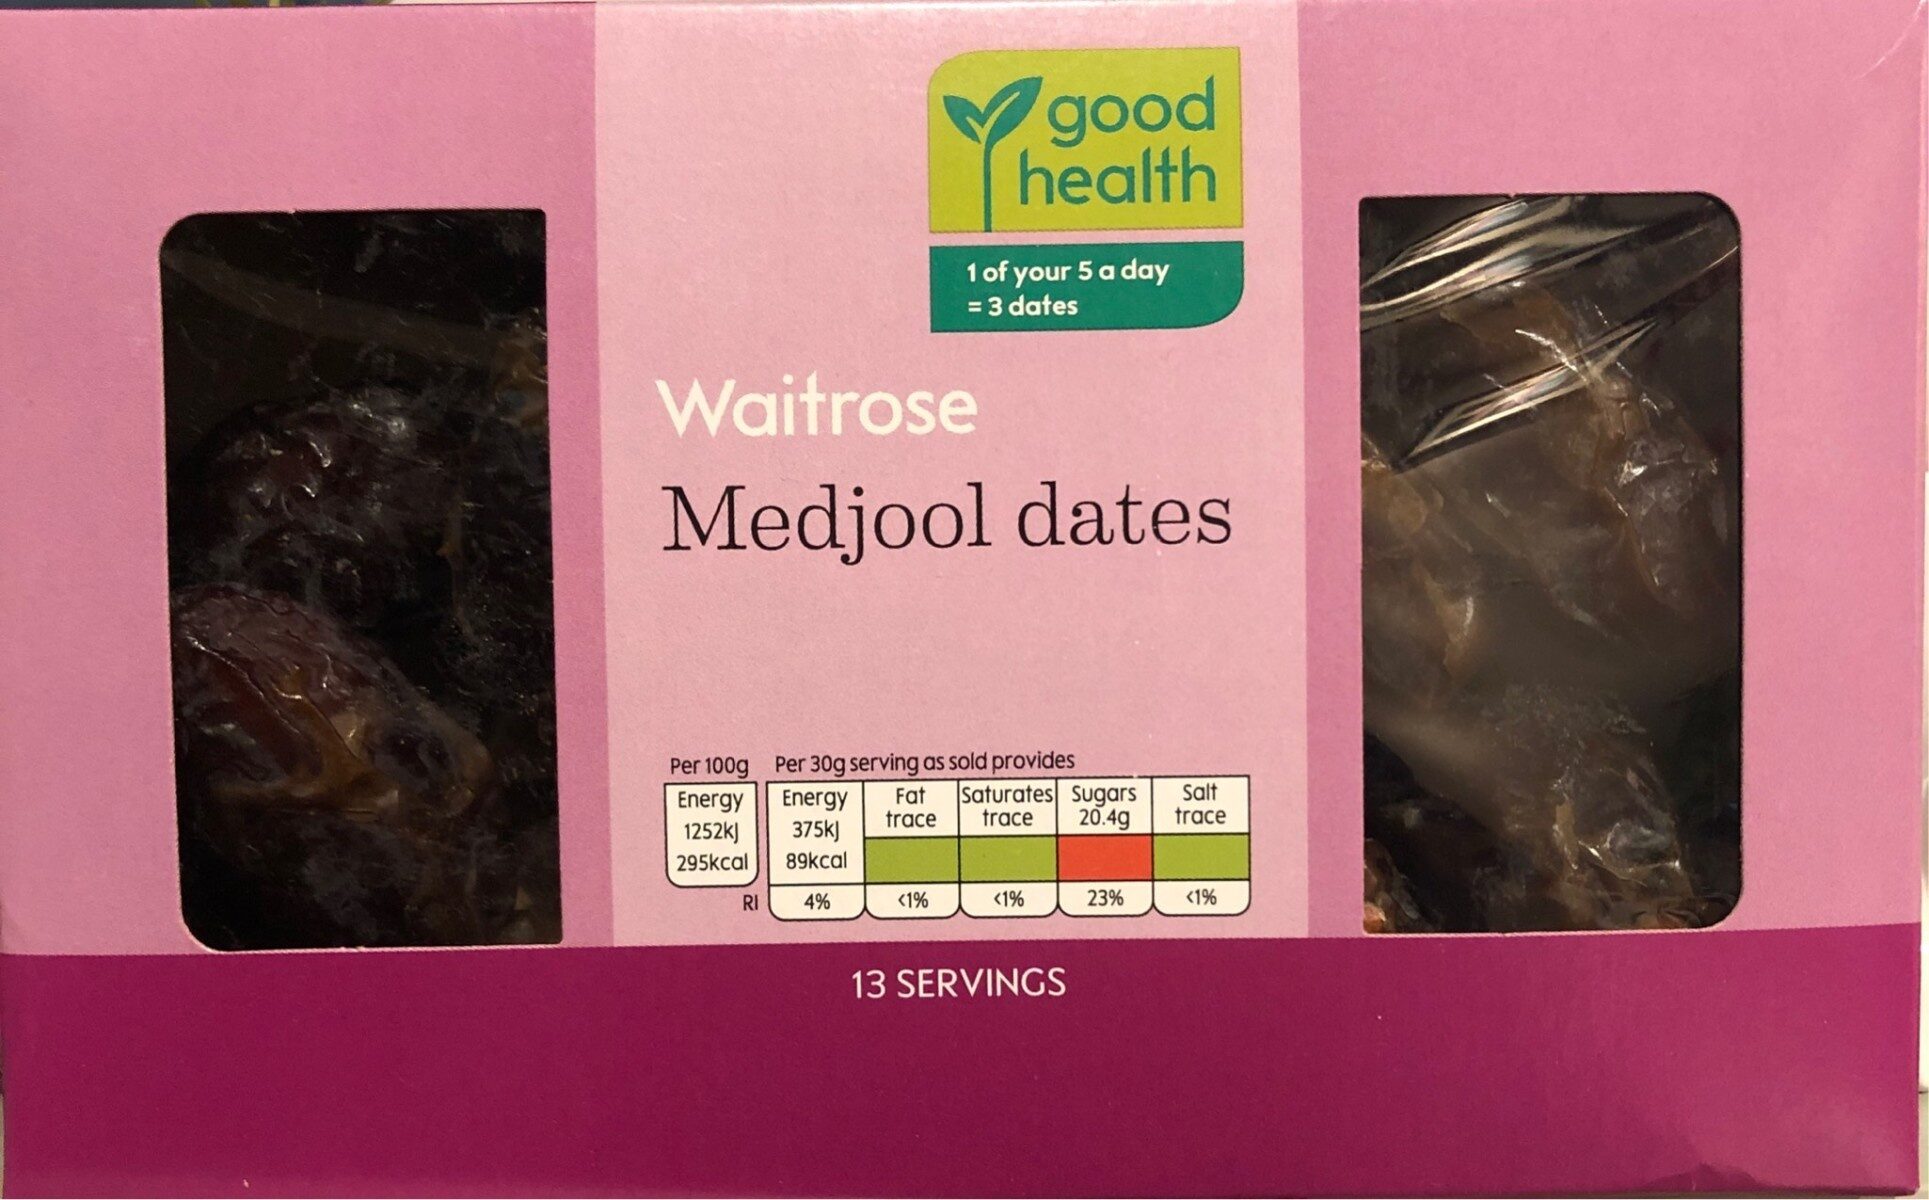 good
health
1 of your 5 a day
= 3 dates
Waitrose
Medjool dates
Per 100g Per 30g serving as sold provides
Energy Energy Fat Saturates Sugars Salt
1252kJ 375kJ trace trace 20.4g trace
295kcal 89kcal
RI 4% <1% <1% 23% <1%
13 SERVINGS